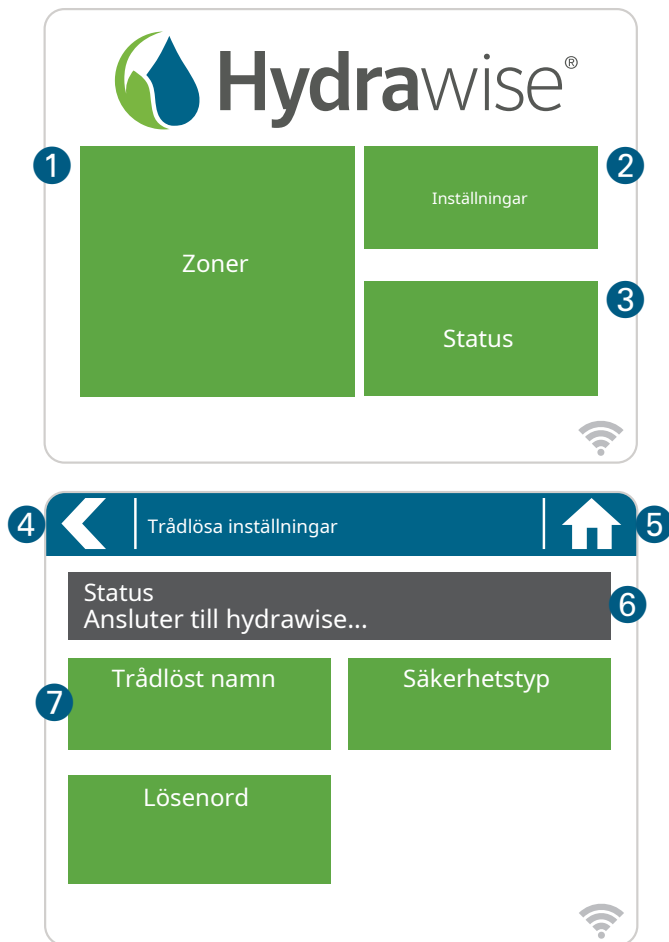 Hydrawise®
1
2
Inställningar
Zoner
3
Status
4
Trådlösa inställningar
5
Status
Ansluter till hydrawise...
6
7
Trådlöst namn
Säkerhetstyp
Lösenord